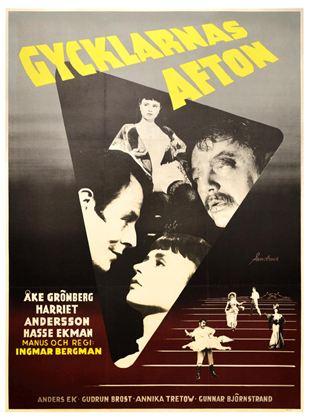 GYCKLARNAS
AFTON
ÅKE GRÖNBERG
HARRIET
ANDERSSON
HASSE EKMAN
MANUS OCH REGI:
INGMAR BERGMAN
ANDERS EK · GUDRUN BROST · ANNIKA TRETOW · GUNNAR BJÖRNSTRAND